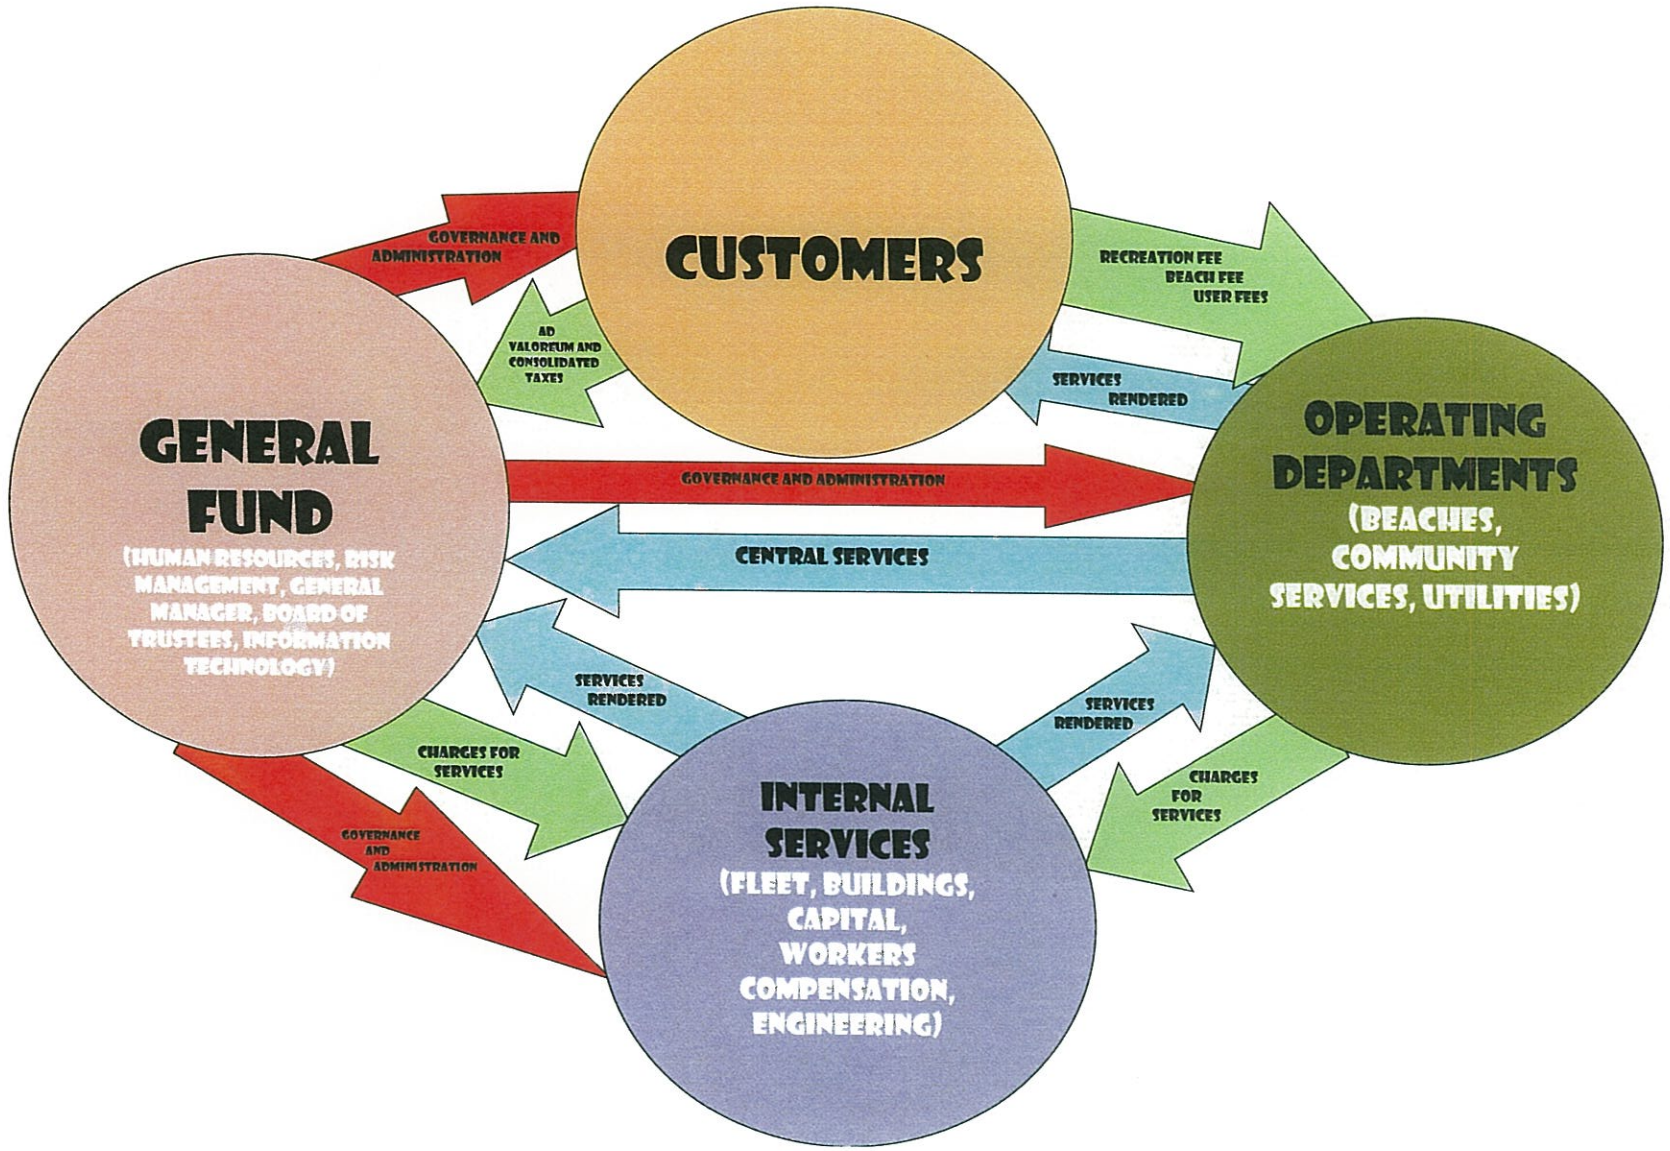 CUSTOMERS
GOVERNANCE AND
ADMINISTRATION
AD
VALOREUM AND
CONSOLIDATED
TAXES
RECREATION FEE
BEACH FEE
USER FEES
SERVICES
RENDERED
GENERAL
FUND
(HUMAN RESOURCES, RISK
MANAGEMENT, GENERAL
MANAGER, BOARD OF
TRUSTEES, INFORMATION
TECHNOLOGY)
OPERATING
DEPARTMENTS
(BEACHES,
COMMUNITY
SERVICES, UTILITIES)
GOVERNANCE AND ADMINISTRATION
CENTRAL SERVICES
SERVICES
RENDERED
SERVICES
RENDERED
CHARGES FOR
SERVICES
CHARGES
FOR
SERVICES
GOVERNANCE
AND
ADMINISTRATION
INTERNAL
SERVICES
(FLEET, BUILDINGS,
CAPITAL,
WORKERS
COMPENSATION,
ENGINEERING)